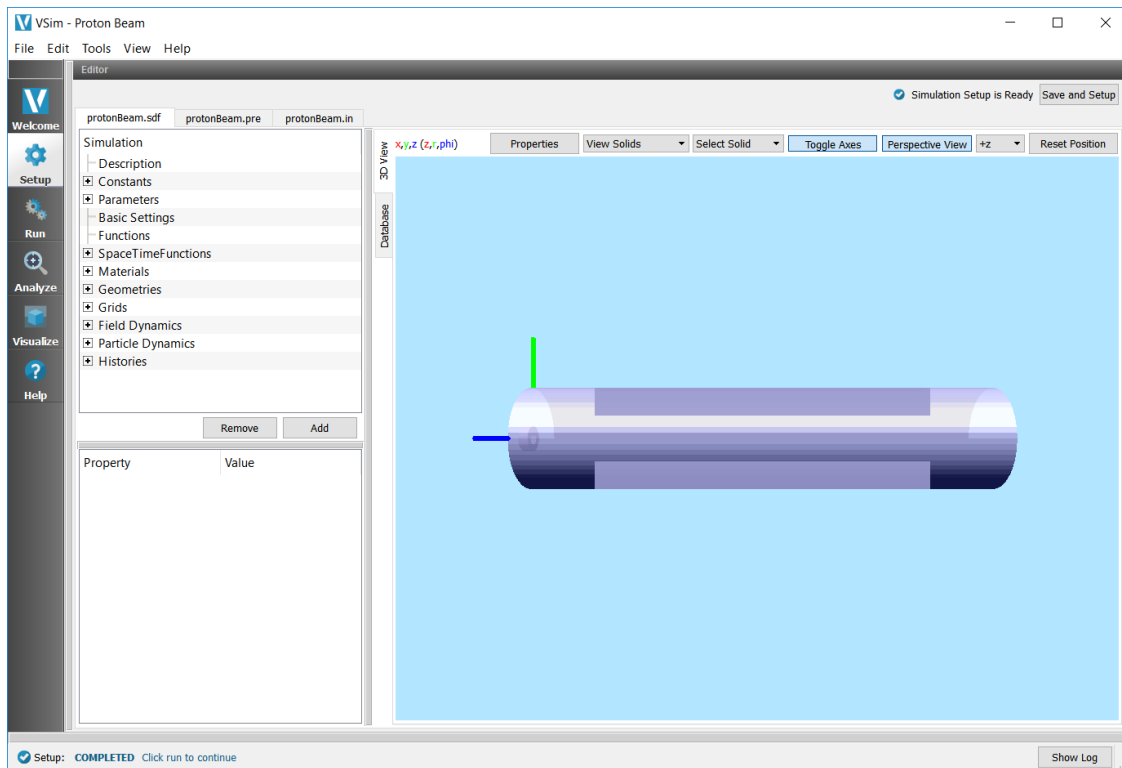 VSim - Proton Beam
File Edit Tools View Help
Editor
Simulation Setup is Ready
Save and Setup
Welcome
Setup
Run
Analyze
Visualize
Help
protonBeam.sdf
protonBeam.pre
protonBeam.in
Simulation
Description
Constants
Parameters
Basic Settings
Functions
SpaceTimeFunctions
Materials
Geometries
Grids
Field Dynamics
Particle Dynamics
Histories
Remove
Add
Property
Value
3D View
Database
x,y,z (z,r,phi)
Properties
View Solids
Select Solid
Toggle Axes
Perspective View
+z
Reset Position
Setup: COMPLETED Click run to continue
Show Log